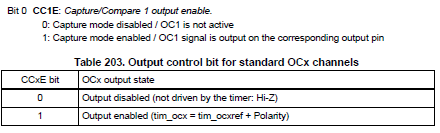 Bit 0 CC1E: Capture/Compare 1 output enable.
0: Capture mode disabled / OC1 is not active
1: Capture mode enabled / OC1 signal is output on the corresponding output pin
Table 203. Output control bit for standard OCx channels
CCxE bit OCx output state
0 Output disabled (not driven by the timer: Hi-Z)
1 Output enabled (tim_ocx = tim_ocxref + Polarity)